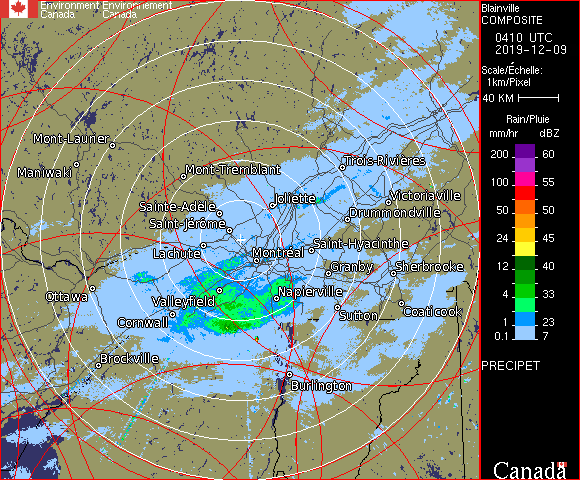 Environment Environnement
Canada Canada
Blainville
COMPOSITE
0410 UTC
2019-12-09
Scale/Échelle:
1km/Pixel
40 KM
Rain/Pluie
mm/hr dBZ
200 60
100 55
50 50
24 45
12 40
4 33
1 23
0.1 7
PRECIPET
Mont-Laurier
Maniwaki
Mont-Tremblant
Trois-Rivières
Joliette
Victoriaville
Sainte-Adèle
Drummondville
Saint-Jérôme
Saint-Hyacinthe
Lachute
Montréal
Granby
Sherbrooke
Ottawa
Valleyfield
Napierville
Cornwall
Sutton
Coaticook
Brockville
Burlington
Canada